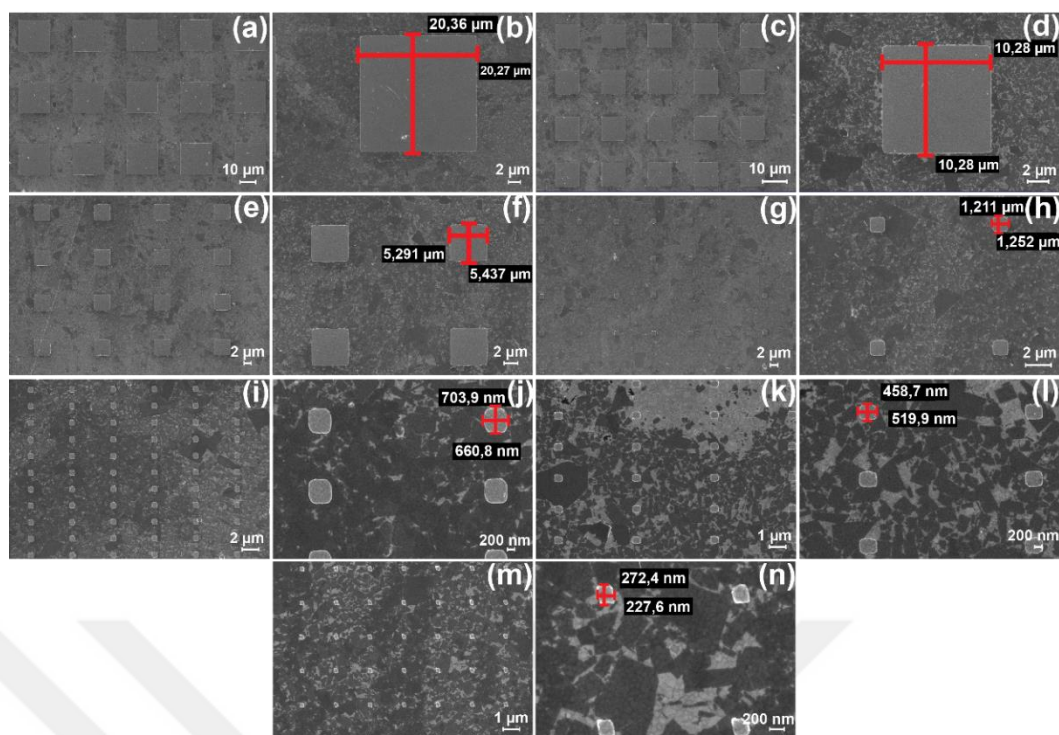 (a)
10 µm
20,36 µm
(b)
20,27 µm
2 µm
(c)
10 µm
(d)
10,28 µm
10,28 µm
2 µm
(e)
2 µm
(f)
5,291 µm
5,437 µm
2 µm
(g)
2 µm
1,211 µm
(h)
1,252 µm
2 µm
(i)
2 µm
703,9 nm
(j)
660,8 nm
200 nm
(k)
1 µm
458,7 nm
(l)
519,9 nm
200 nm
(m)
1 µm
272,4 nm
(n)
227,6 nm
200 nm